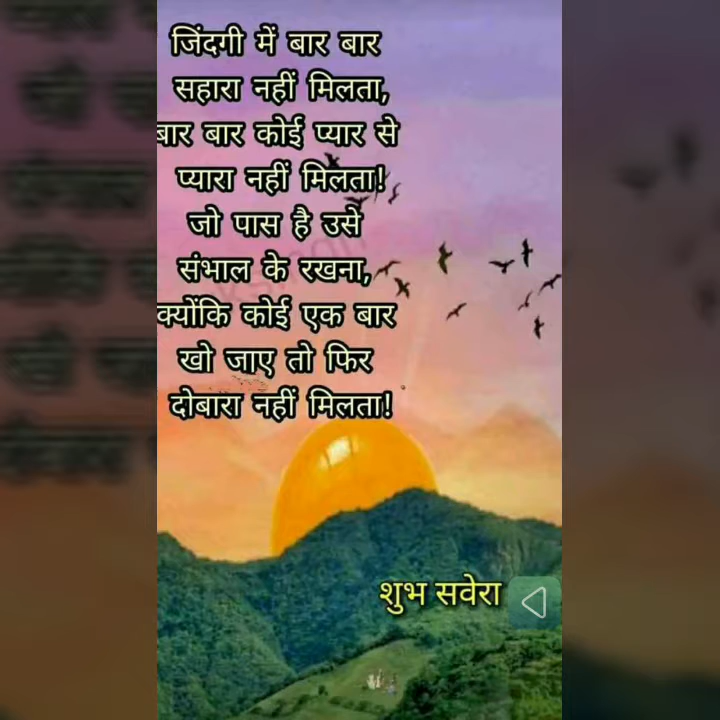 जिंदगी में बार बार
सहारा नहीं मिलता,
बार बार कोई प्यार से
प्यारा नहीं मिलता!
जो पास है उसे
संभाल के रखना,
क्योंकि कोई एक बार
खो जाए तो फिर
दोबारा नहीं मिलता!
शुभ सवेरा